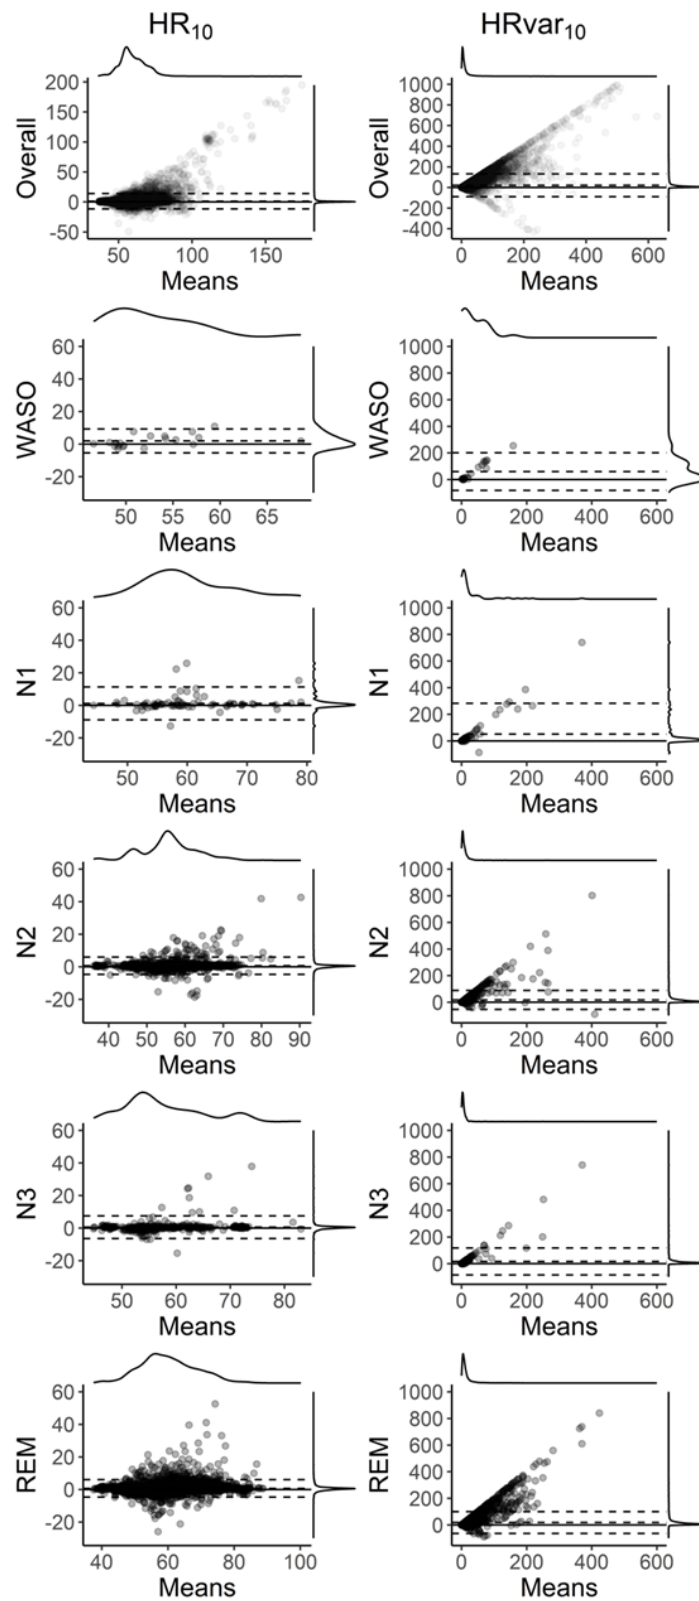 HR₁₀ HRvar₁₀
Overall
200
150
100
50
0
-50
50 100 150
Means
Overall
1000
800
600
400
200
0
-200
-400
0 200 400 600
Means
WASO
60
40
20
0
-20
50 55 60 65
Means
WASO
1000
800
600
400
200
0
0 200 400 600
Means
N1
60
40
20
0
-20
50 60 70 80
Means
N1
1000
800
600
400
200
0
0 200 400 600
Means
N2
60
40
20
0
-20
40 50 60 70 80 90
Means
N2
1000
800
600
400
200
0
0 200 400 600
Means
N3
60
40
20
0
-20
50 60 70 80
Means
N3
1000
800
600
400
200
0
0 200 400 600
Means
REM
60
40
20
0
-20
40 60 80 100
Means
REM
1000
800
600
400
200
0
0 200 400 600
Means